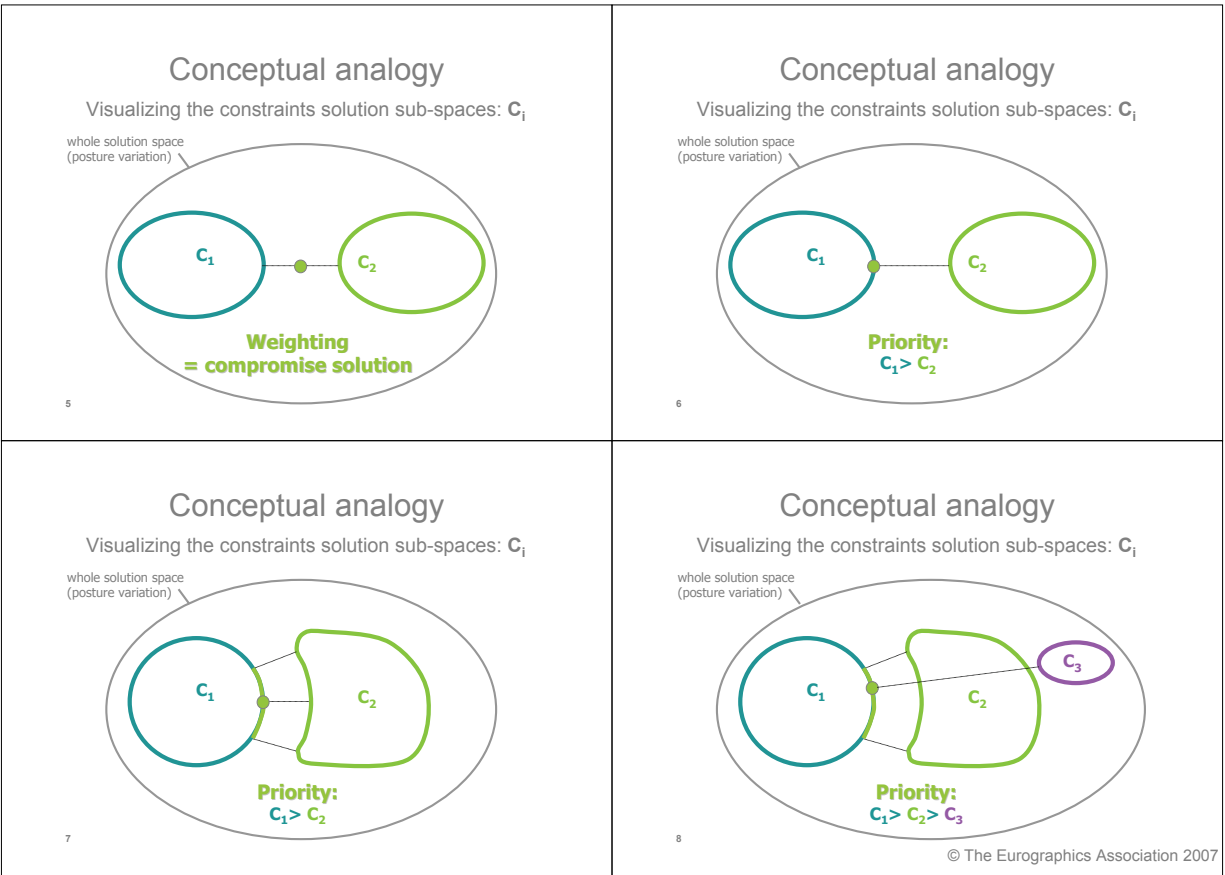 Conceptual analogy
Visualizing the constraints solution sub-spaces: Ci
whole solution space
(posture variation)
C1
C2
Weighting
= compromise solution
5
Conceptual analogy
Visualizing the constraints solution sub-spaces: Ci
whole solution space
(posture variation)
C1
C2
Priority:
C1> C2
6
Conceptual analogy
Visualizing the constraints solution sub-spaces: Ci
whole solution space
(posture variation)
C1
C2
Priority:
C1> C2
7
Conceptual analogy
Visualizing the constraints solution sub-spaces: Ci
whole solution space
(posture variation)
C1
C2
C3
Priority:
C1> C2> C3
8
© The Eurographics Association 2007